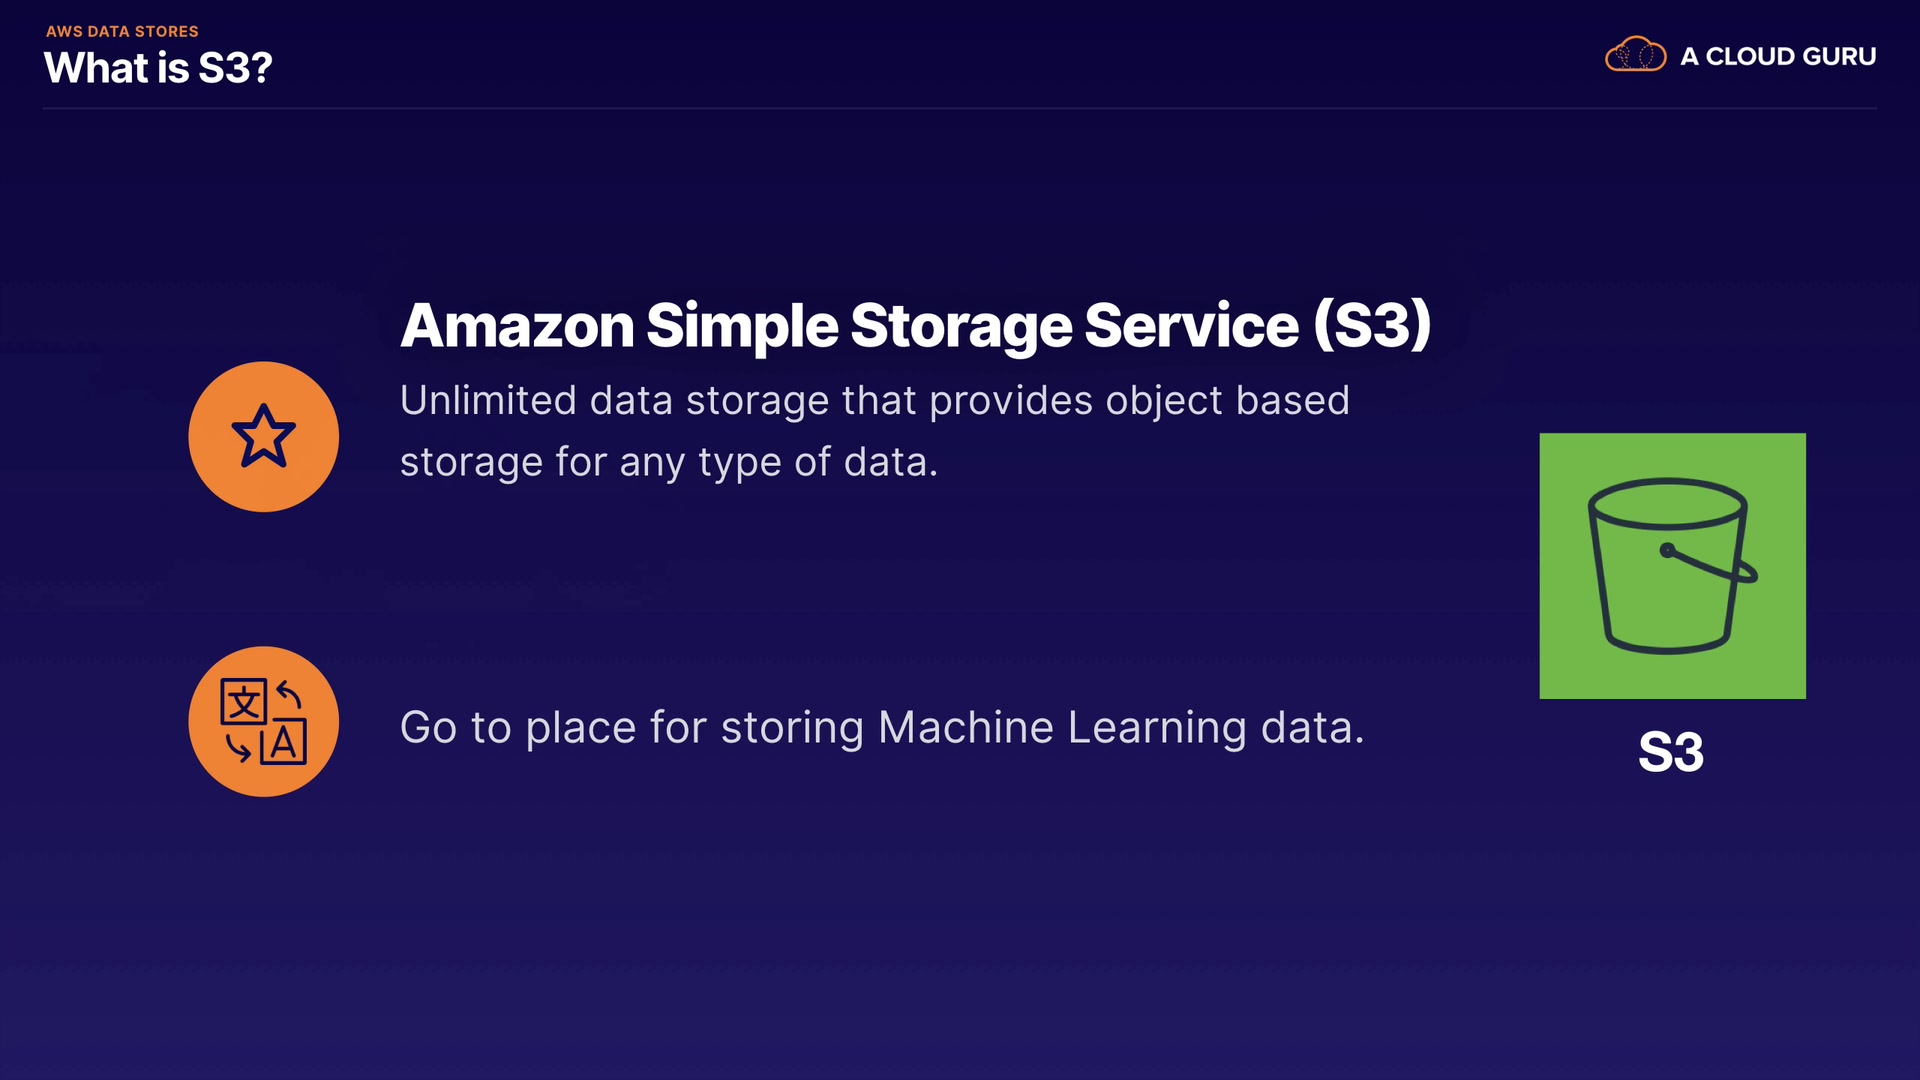 AWS DATA STORES
What is S3?
A CLOUD GURU
Amazon Simple Storage Service (S3)
Unlimited data storage that provides object based
storage for any type of data.
文
A
Go to place for storing Machine Learning data.
S3